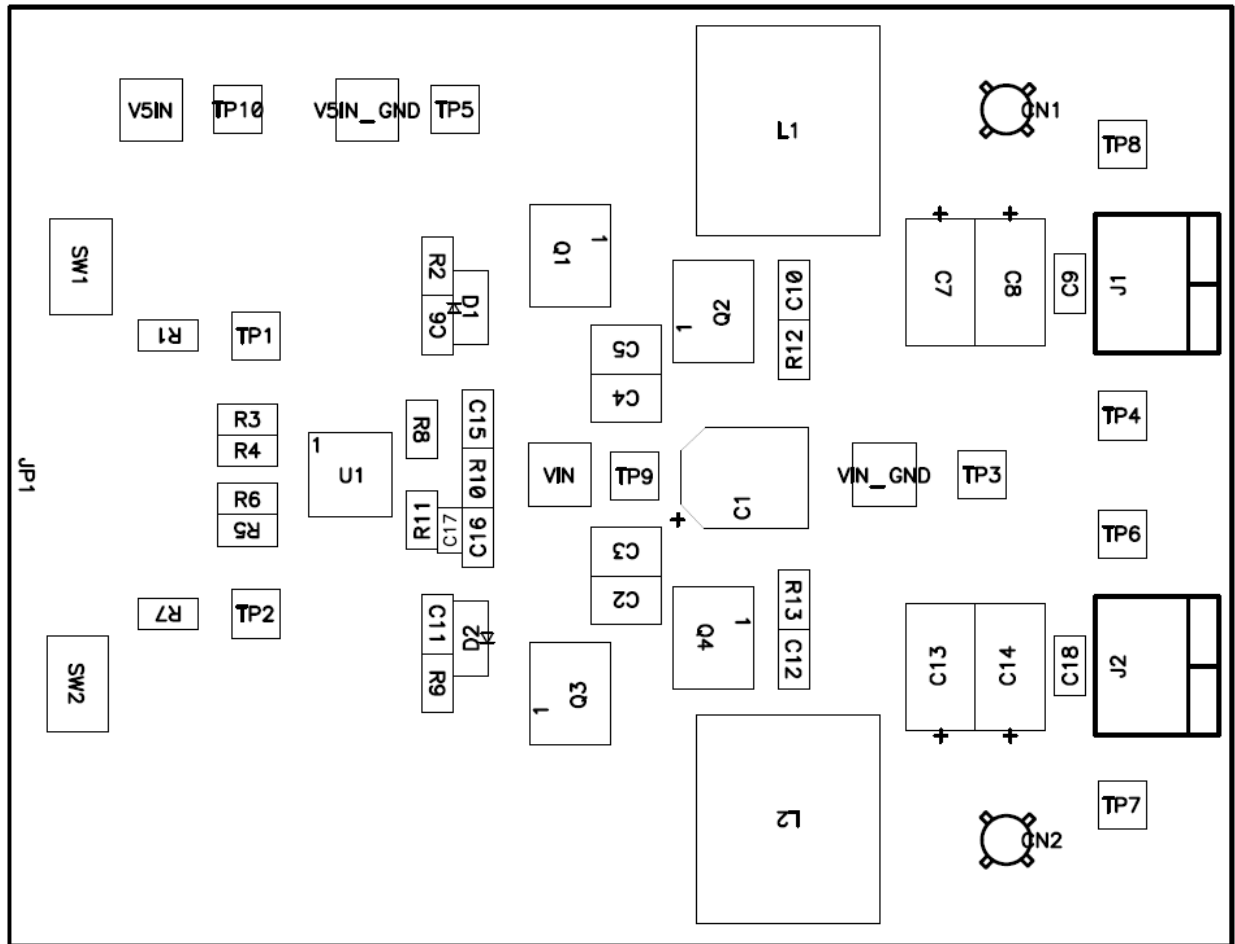 V5IN
TP10
V5IN_GND
TP5
L1
CN1
TP8
SW1
R2
Q1
C6
D1
Q2
1
1
C10
C7
C8
C9
J1
R1
TP1
C5
R12
C4
R3
R4
1
U1
R8
C15
R10
VIN
TP9
C1
+
+
+
VIN_GND
TP3
TP4
JP1
R6
R5
R11
C17
C16
C3
C2
TP6
R7
TP2
C11
D2
R9
Q4
1
R13
C12
C13
C14
C18
J2
SW2
Q3
1
+
+
L2
CN2
TP7